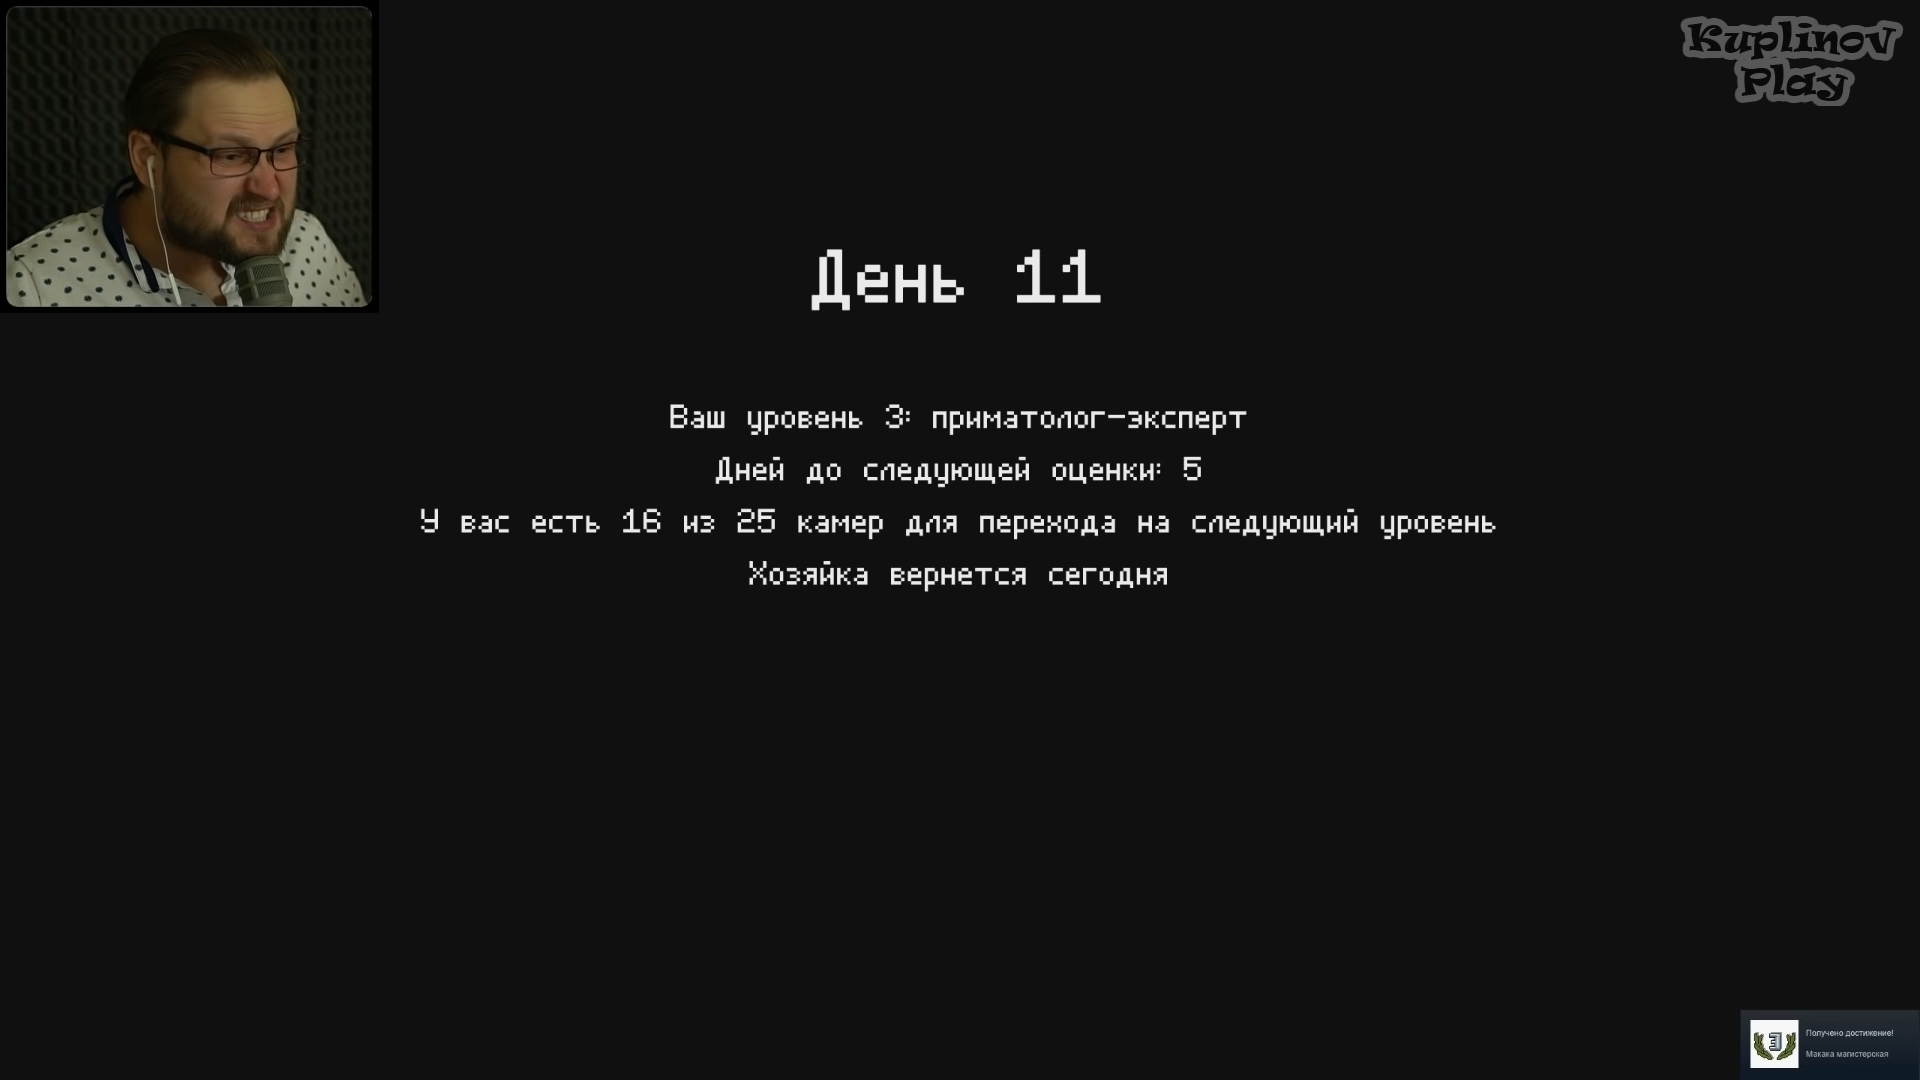 Kuplinov
Play
День 11
Ваш уровень 3: приматолог-эксперт
Дней до следующей оценки: 5
У вас есть 16 из 25 камер для перехода на следующий уровень
Хозяйка вернется сегодня
Получено достижение!
Макака магистерская